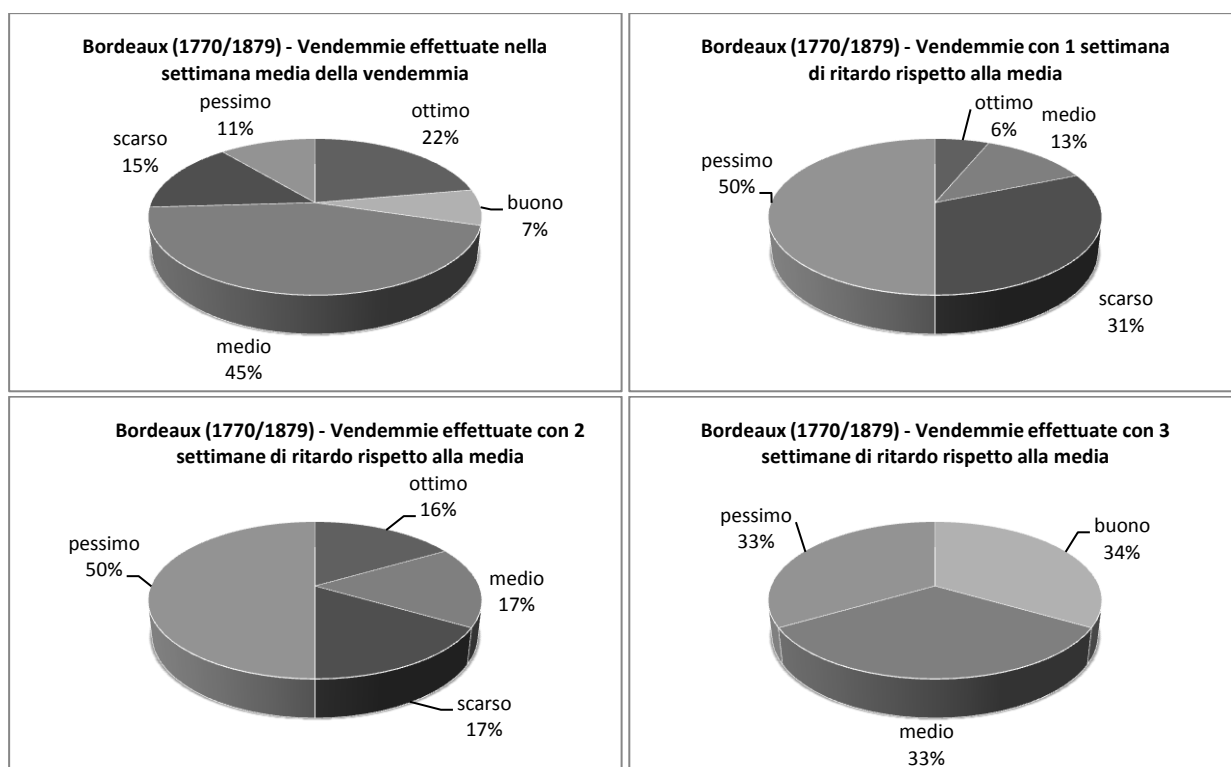 Bordeaux (1770/1879) - Vendemmie effettuate nella
settimana media della vendemmia
pessimo
11%
ottimo
22%
scarso
15%
buono
7%
medio
45%
Bordeaux (1770/1879) - Vendemmie con 1 settimana
di ritardo rispetto alla media
ottimo
6%
medio
13%
pessimo
50%
scarso
31%
Bordeaux (1770/1879) - Vendemmie effettuate con 2
settimane di ritardo rispetto alla media
ottimo
16%
pessimo
50%
medio
17%
scarso
17%
Bordeaux (1770/1879) - Vendemmie effettuate con 3
settimane di ritardo rispetto alla media
pessimo
33%
buono
34%
medio
33%